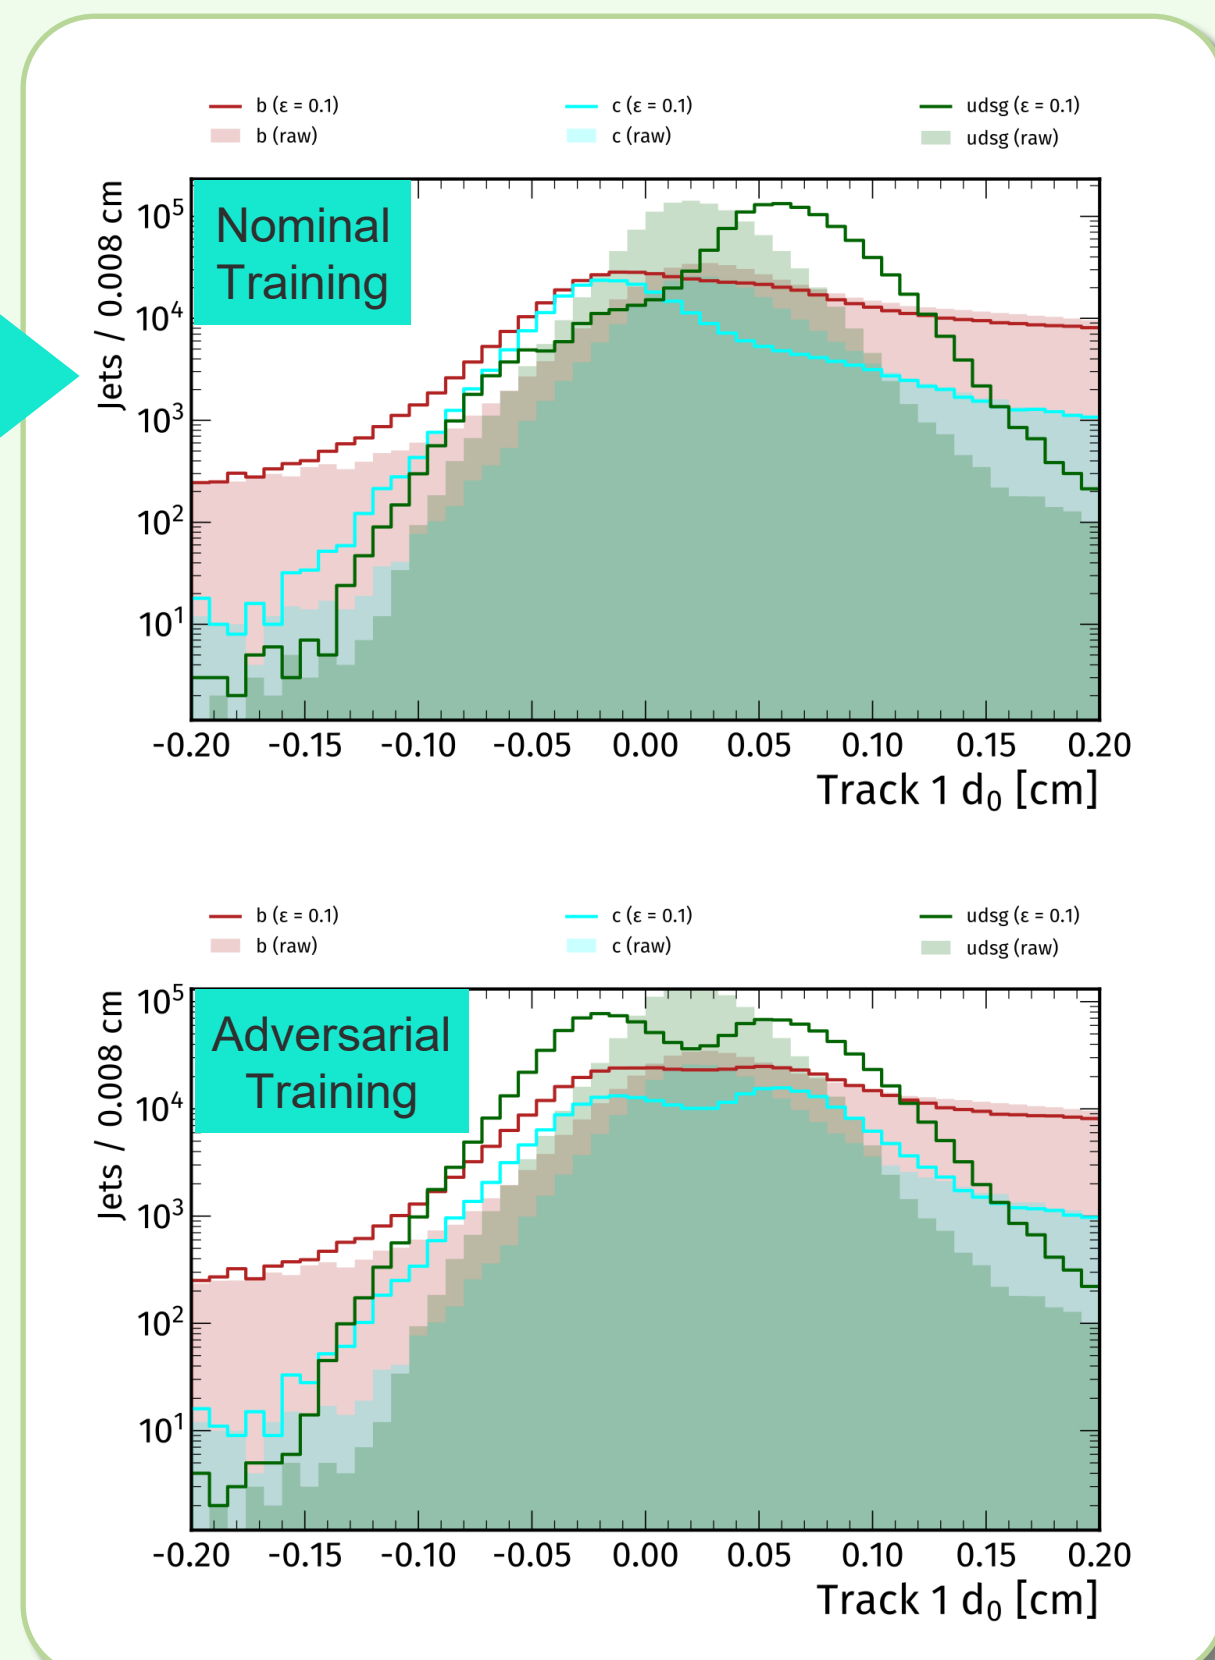 b (ε = 0.1) c (ε = 0.1) udsg (ε = 0.1)
b (raw) c (raw) udsg (raw)
Jets / 0.008 cm
Nominal
Training
10⁵
10⁴
10³
10²
10¹
-0.20 -0.15 -0.10 -0.05 0.00 0.05 0.10 0.15 0.20
Track 1 d₀ [cm]
b (ε = 0.1) c (ε = 0.1) udsg (ε = 0.1)
b (raw) c (raw) udsg (raw)
Jets / 0.008 cm
Adversarial
Training
10⁵
10⁴
10³
10²
10¹
-0.20 -0.15 -0.10 -0.05 0.00 0.05 0.10 0.15 0.20
Track 1 d₀ [cm]